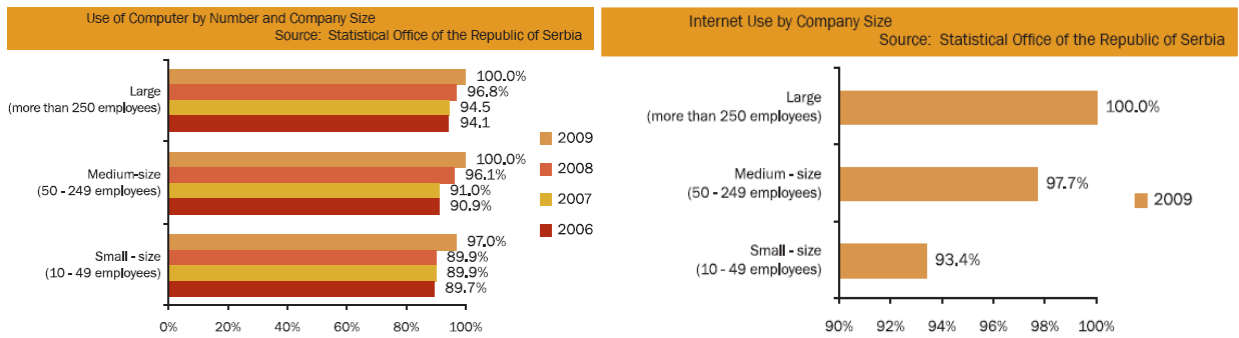 Use of Computer by Number and Company Size
Source: Statistical Office of the Republic of Serbia
Large
(more than 250 employees)
100.0%
96.8%
94.5
94.1
Medium-size
(50 - 249 employees)
100.0%
96.1%
91.0%
90.9%
Small - size
(10 - 49 employees)
97.0%
89.9%
89.9%
89.7%
0% 20% 40% 60% 80% 100%
2009
2008
2007
2006
Internet Use by Company Size
Source: Statistical Office of the Republic of Serbia
Large
(more than 250 employees)
100.0%
Medium - size
(50 - 249 employees)
97.7%
Small - size
(10 - 49 employees)
93.4%
90% 92% 94% 96% 98% 100%
2009